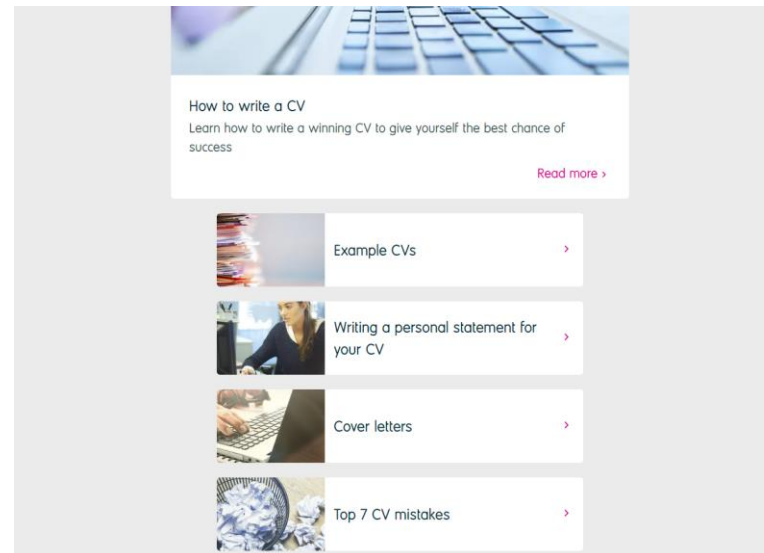 How to write a CV
Learn how to write a winning CV to give yourself the best chance of
success
Read more ›
Example CVs ›
Writing a personal statement for
your CV ›
Cover letters ›
Top 7 CV mistakes ›